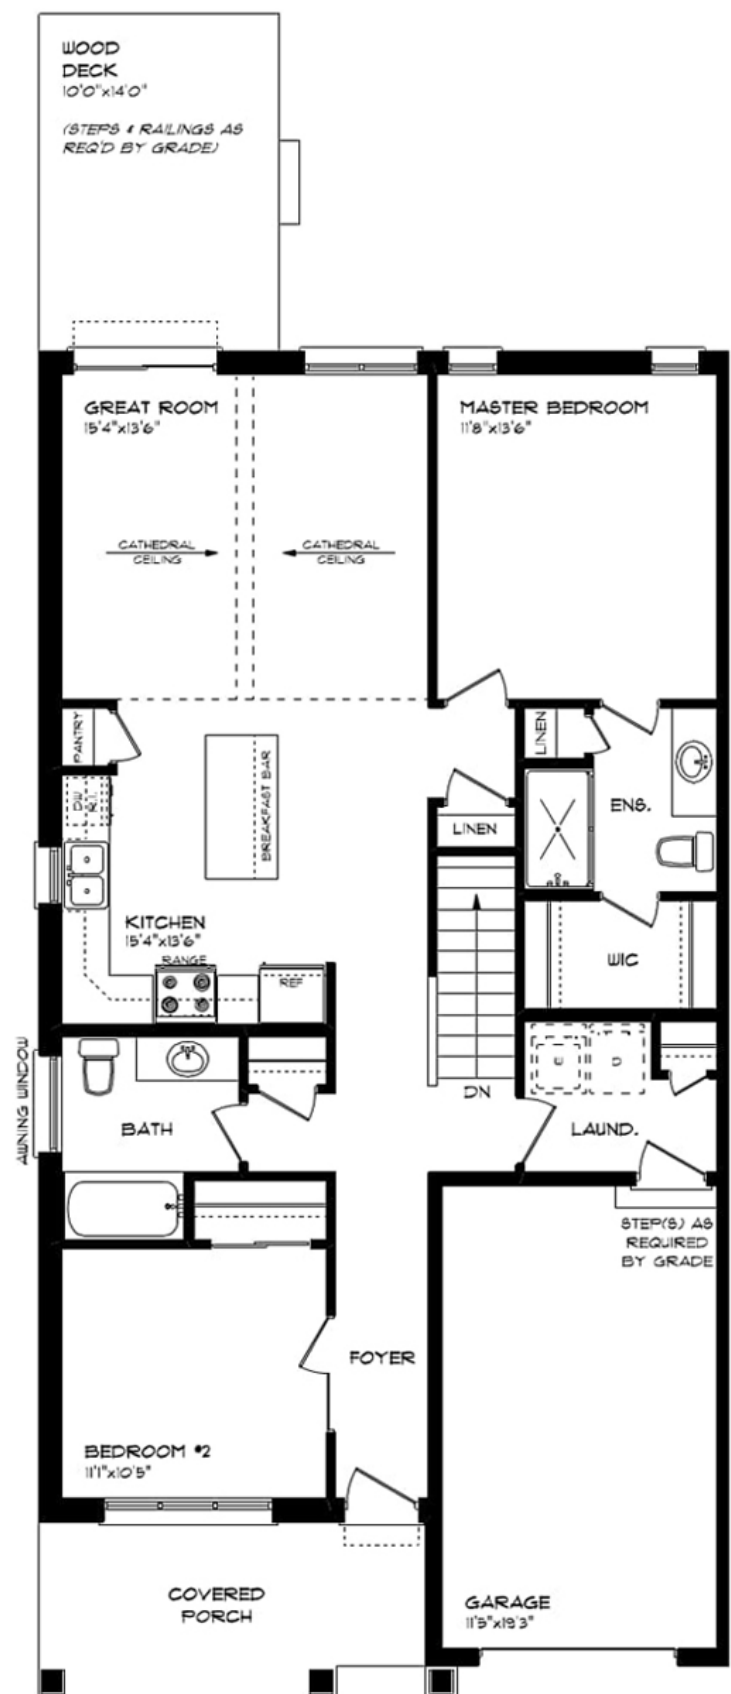 WOOD
DECK
10'0"x14'0"
(STEPS & RAILINGS AS
REQ'D BY GRADE)
GREAT ROOM
15'4"x13'6"
MASTER BEDROOM
11'8"x13'6"
CATHEDRAL
CEILING
CATHEDRAL
CEILING
PANTRY
LINEN
BREAKFAST BAR
DW
R.I.
ENS.
LINEN
KITCHEN
15'4"x13'6"
RANGE
REF
WIC
AWNING WINDOW
D
DN
BATH
LAUND.
STEP(S) AS
REQUIRED
BY GRADE
FOYER
BEDROOM #2
11'1"x10'5"
COVERED
PORCH
GARAGE
11'5"x19'3"